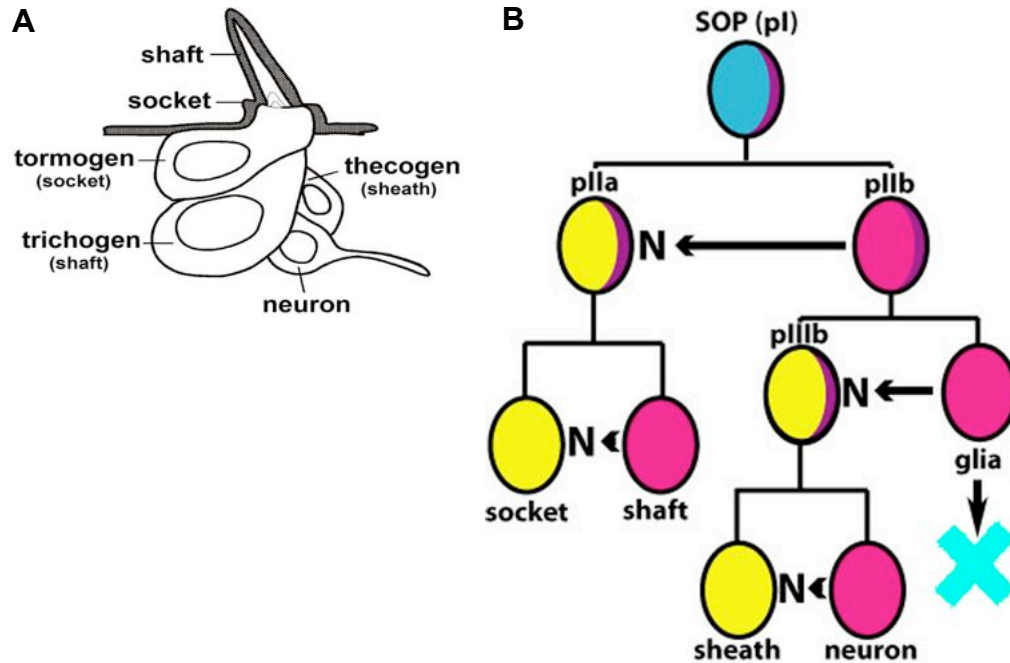 A
shaft
socket
tormogen
(socket)
thecogen
(sheath)
trichogen
(shaft)
neuron
B
SOP (pI)
pIIa
pIIb
N
pIIIb
N
N
glia
socket
shaft
N
sheath
neuron